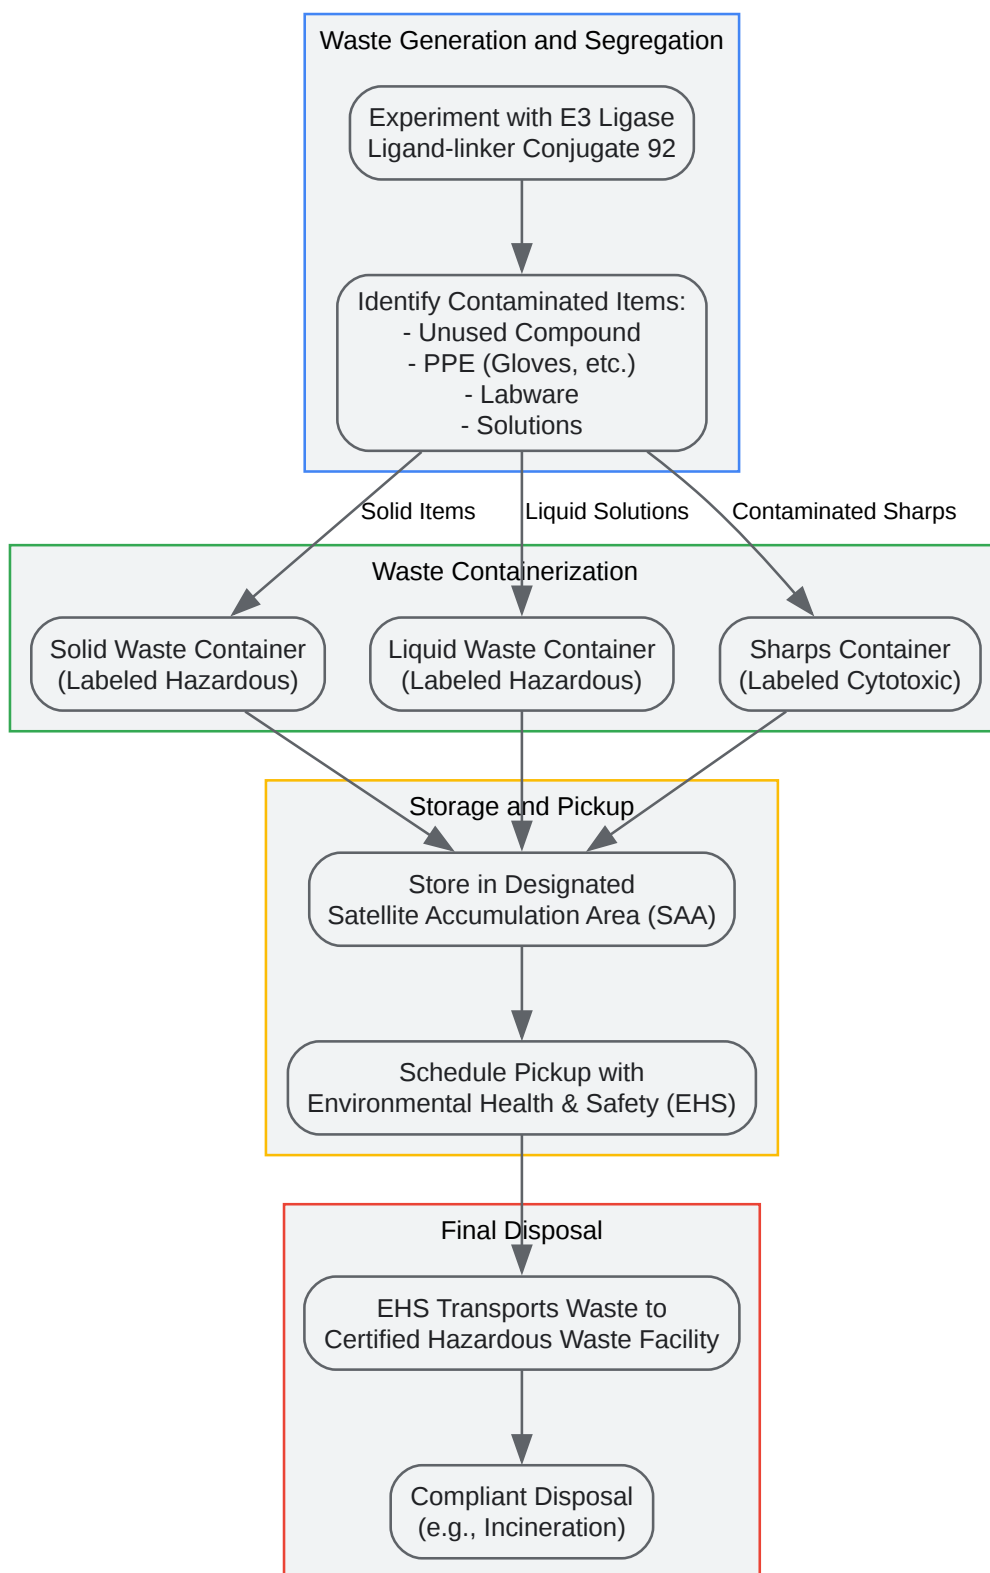 Waste Generation and Segregation
Experiment with E3 Ligase
Ligand-linker Conjugate 92
Identify Contaminated Items:
- Unused Compound
- PPE (Gloves, etc.)
- Labware
- Solutions
Solid Items
Liquid Solutions
Contaminated Sharps
Waste Containerization
Solid Waste Container
(Labeled Hazardous)
Liquid Waste Container
(Labeled Hazardous)
Sharps Container
(Labeled Cytotoxic)
Storage and Pickup
Store in Designated
Satellite Accumulation Area (SAA)
Schedule Pickup with
Environmental Health & Safety (EHS)
Final Disposal
EHS Transports Waste to
Certified Hazardous Waste Facility
Compliant Disposal
(e.g., Incineration)